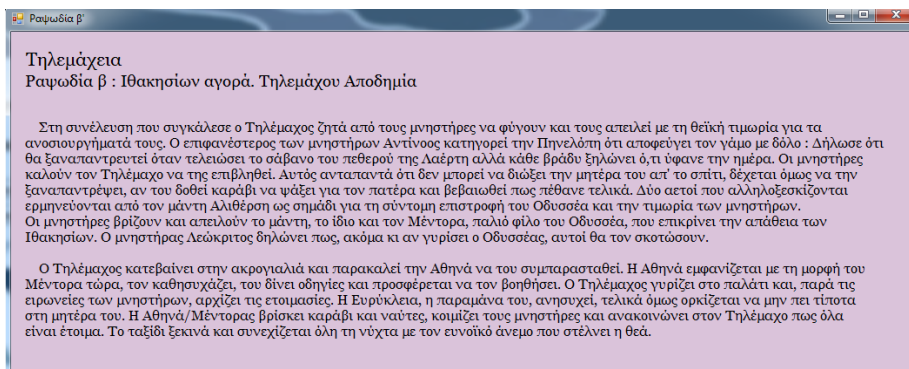 Ραψωδία β'
Τηλεμάχεια
Ραψωδία β : Ιθακησίων αγορά. Τηλεμάχου Αποδημία
Στη συνέλευση που συγκάλεσε ο Τηλέμαχος ζητά από τους μνηστήρες να φύγουν και τους απειλεί με τη θεϊκή τιμωρία για τα
ανοσιουργήματά τους. Ο επιφανέστερος των μνηστήρων Αντίνοος κατηγορεί την Πηνελόπη ότι αποφεύγει τον γάμο με δόλο : Δήλωσε ότι
θα ξαναπαντρευτεί όταν τελειώσει το σάβανο του πεθερού της Λαέρτη αλλά κάθε βράδυ ξηλώνει ό,τι ύφανε την ημέρα. Οι μνηστήρες
καλούν τον Τηλέμαχο να της επιβληθεί. Αυτός ανταπαντά ότι δεν μπορεί να διώξει την μητέρα του απ' το σπίτι, δέχεται όμως να την
ξαναπαντρέψει, αν του δοθεί καράβι να ψάξει για τον πατέρα και βεβαιωθεί πως πέθανε τελικά. Δύο αετοί που αλληλοξεσκίζονται
ερμηνεύονται από τον μάντη Αλιθέρση ως σημάδι για τη σύντομη επιστροφή του Οδυσσέα και την τιμωρία των μνηστήρων.
Οι μνηστήρες βρίζουν και απειλούν το μάντη, το ίδιο και τον Μέντορα, παλιό φίλο του Οδυσσέα, που επικρίνει την απάθεια των
Ιθακησίων. Ο μνηστήρας Λεώκριτος δηλώνει πως, ακόμα κι αν γυρίσει ο Οδυσσέας, αυτοί θα τον σκοτώσουν.
Ο Τηλέμαχος κατεβαίνει στην ακρογιαλιά και παρακαλεί την Αθηνά να του συμπαρασταθεί. Η Αθηνά εμφανίζεται με τη μορφή του
Μέντορα τώρα, τον καθησυχάζει, του δίνει οδηγίες και προσφέρεται να τον βοηθήσει. Ο Τηλέμαχος γυρίζει στο παλάτι και, παρά τις
ειρωνείες των μνηστήρων, αρχίζει τις ετοιμασίες. Η Ευρύκλεια, η παραμάνα του, ανησυχεί, τελικά όμως ορκίζεται να μην πει τίποτα
στη μητέρα του. Η Αθηνά/Μέντορας βρίσκει καράβι και ναύτες, κοιμίζει τους μνηστήρες και ανακοινώνει στον Τηλέμαχο πως όλα
είναι έτοιμα. Το ταξίδι ξεκινά και συνεχίζεται όλη τη νύχτα με τον ευνοϊκό άνεμο που στέλνει η θεά.